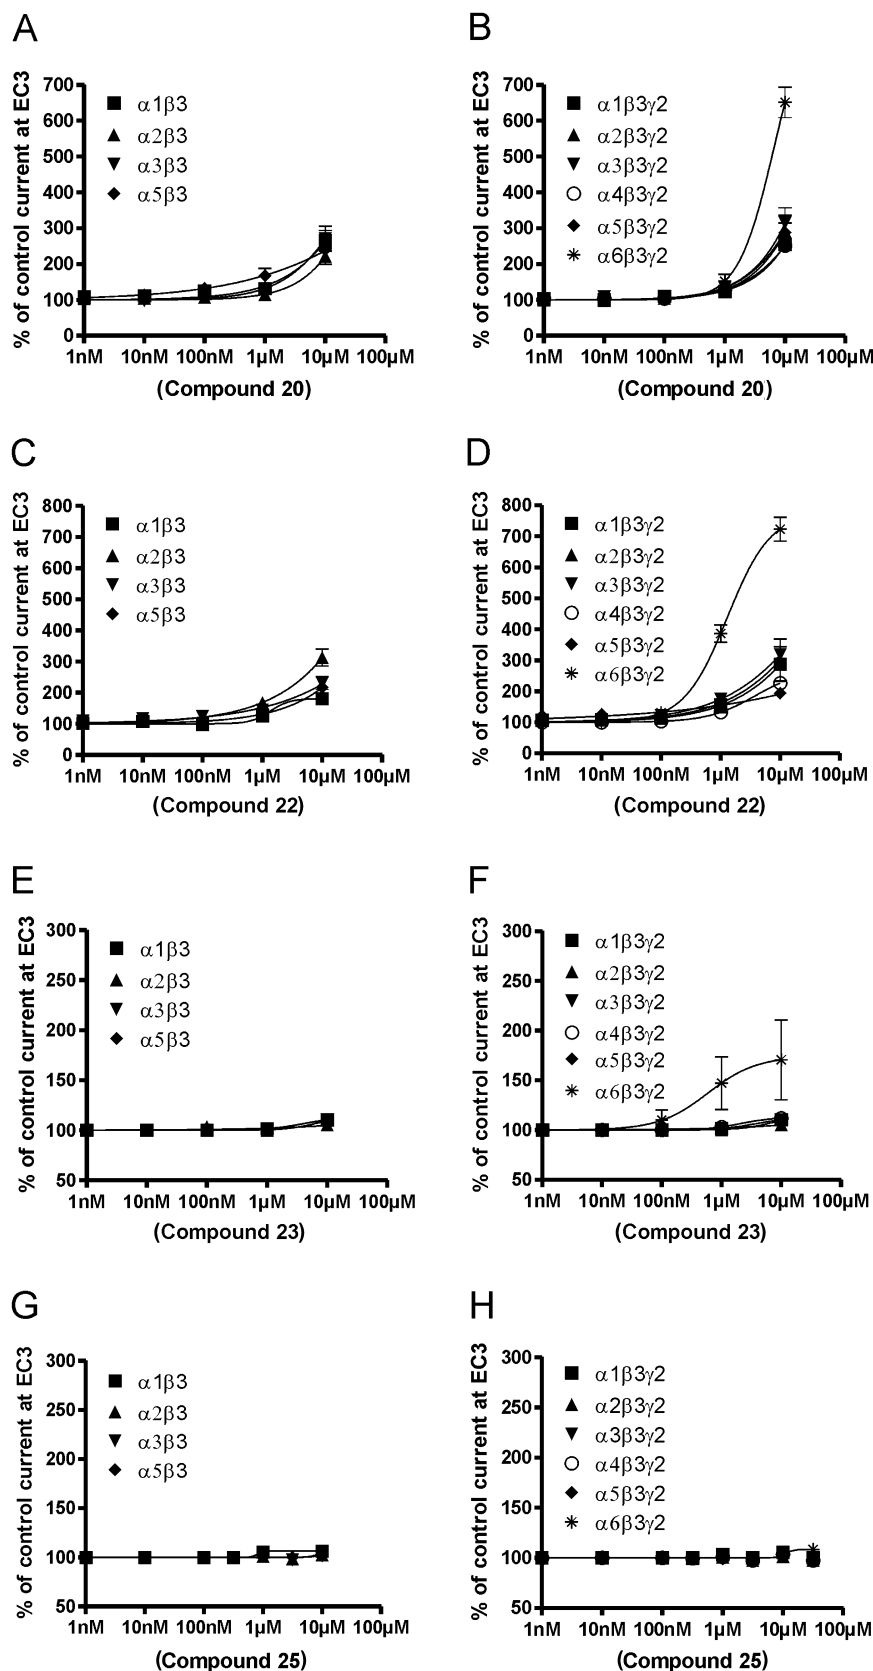 A
B
% of control current at EC3
700
600
500
400
300
200
100
0
α1β3
α2β3
α3β3
α5β3
1nM 10nM 100nM 1µM 10µM 100µM
(Compound 20)
% of control current at EC3
700
600
500
400
300
200
100
0
α1β3γ2
α2β3γ2
α3β3γ2
α4β3γ2
α5β3γ2
α6β3γ2
1nM 10nM 100nM 1µM 10µM 100µM
(Compound 20)
C
D
% of control current at EC3
800
700
600
500
400
300
200
100
0
α1β3
α2β3
α3β3
α5β3
1nM 10nM 100nM 1µM 10µM 100µM
(Compound 22)
% of control current at EC3
800
700
600
500
400
300
200
100
0
α1β3γ2
α2β3γ2
α3β3γ2
α4β3γ2
α5β3γ2
α6β3γ2
1nM 10nM 100nM 1µM 10µM 100µM
(Compound 22)
E
F
% of control current at EC3
300
250
200
150
100
50
α1β3
α2β3
α3β3
α5β3
1nM 10nM 100nM 1µM 10µM 100µM
(Compound 23)
% of control current at EC3
300
250
200
150
100
50
α1β3γ2
α2β3γ2
α3β3γ2
α4β3γ2
α5β3γ2
α6β3γ2
1nM 10nM 100nM 1µM 10µM 100µM
(Compound 23)
G
H
% of control current at EC3
300
250
200
150
100
50
α1β3
α2β3
α3β3
α5β3
1nM 10nM 100nM 1µM 10µM 100µM
(Compound 25)
% of control current at EC3
300
250
200
150
100
50
α1β3γ2
α2β3γ2
α3β3γ2
α4β3γ2
α5β3γ2
α6β3γ2
1nM 10nM 100nM 1µM 10µM 100µM
(Compound 25)